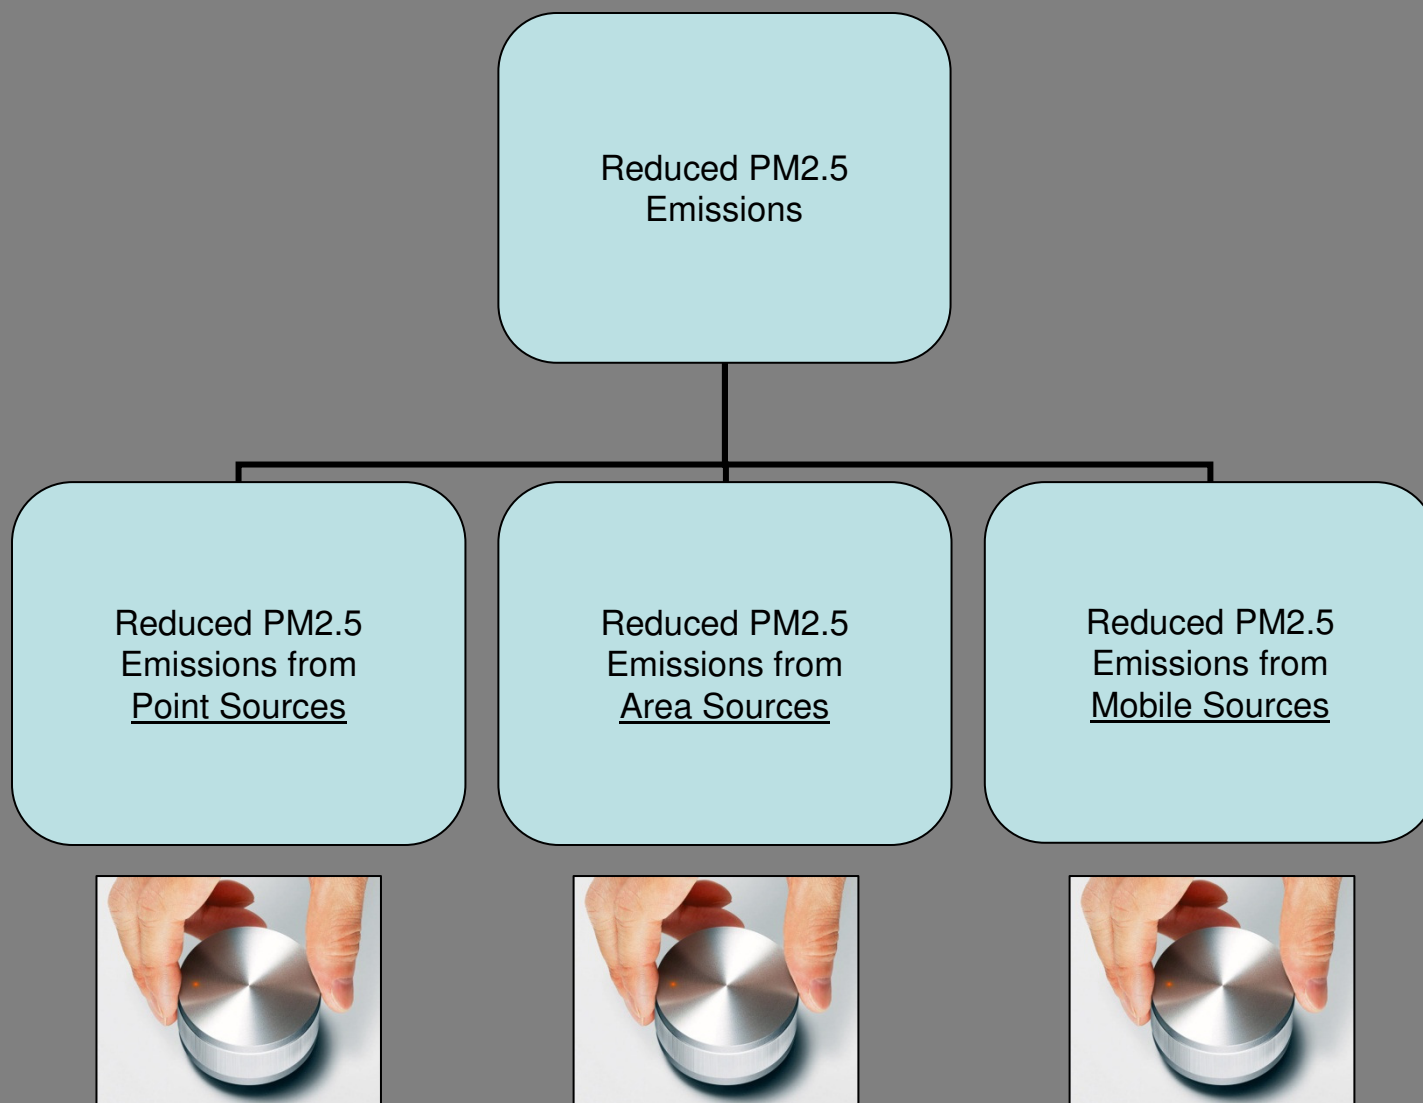 Reduced PM2.5
Emissions
Reduced PM2.5
Emissions from
Point Sources
Reduced PM2.5
Emissions from
Area Sources
Reduced PM2.5
Emissions from
Mobile Sources